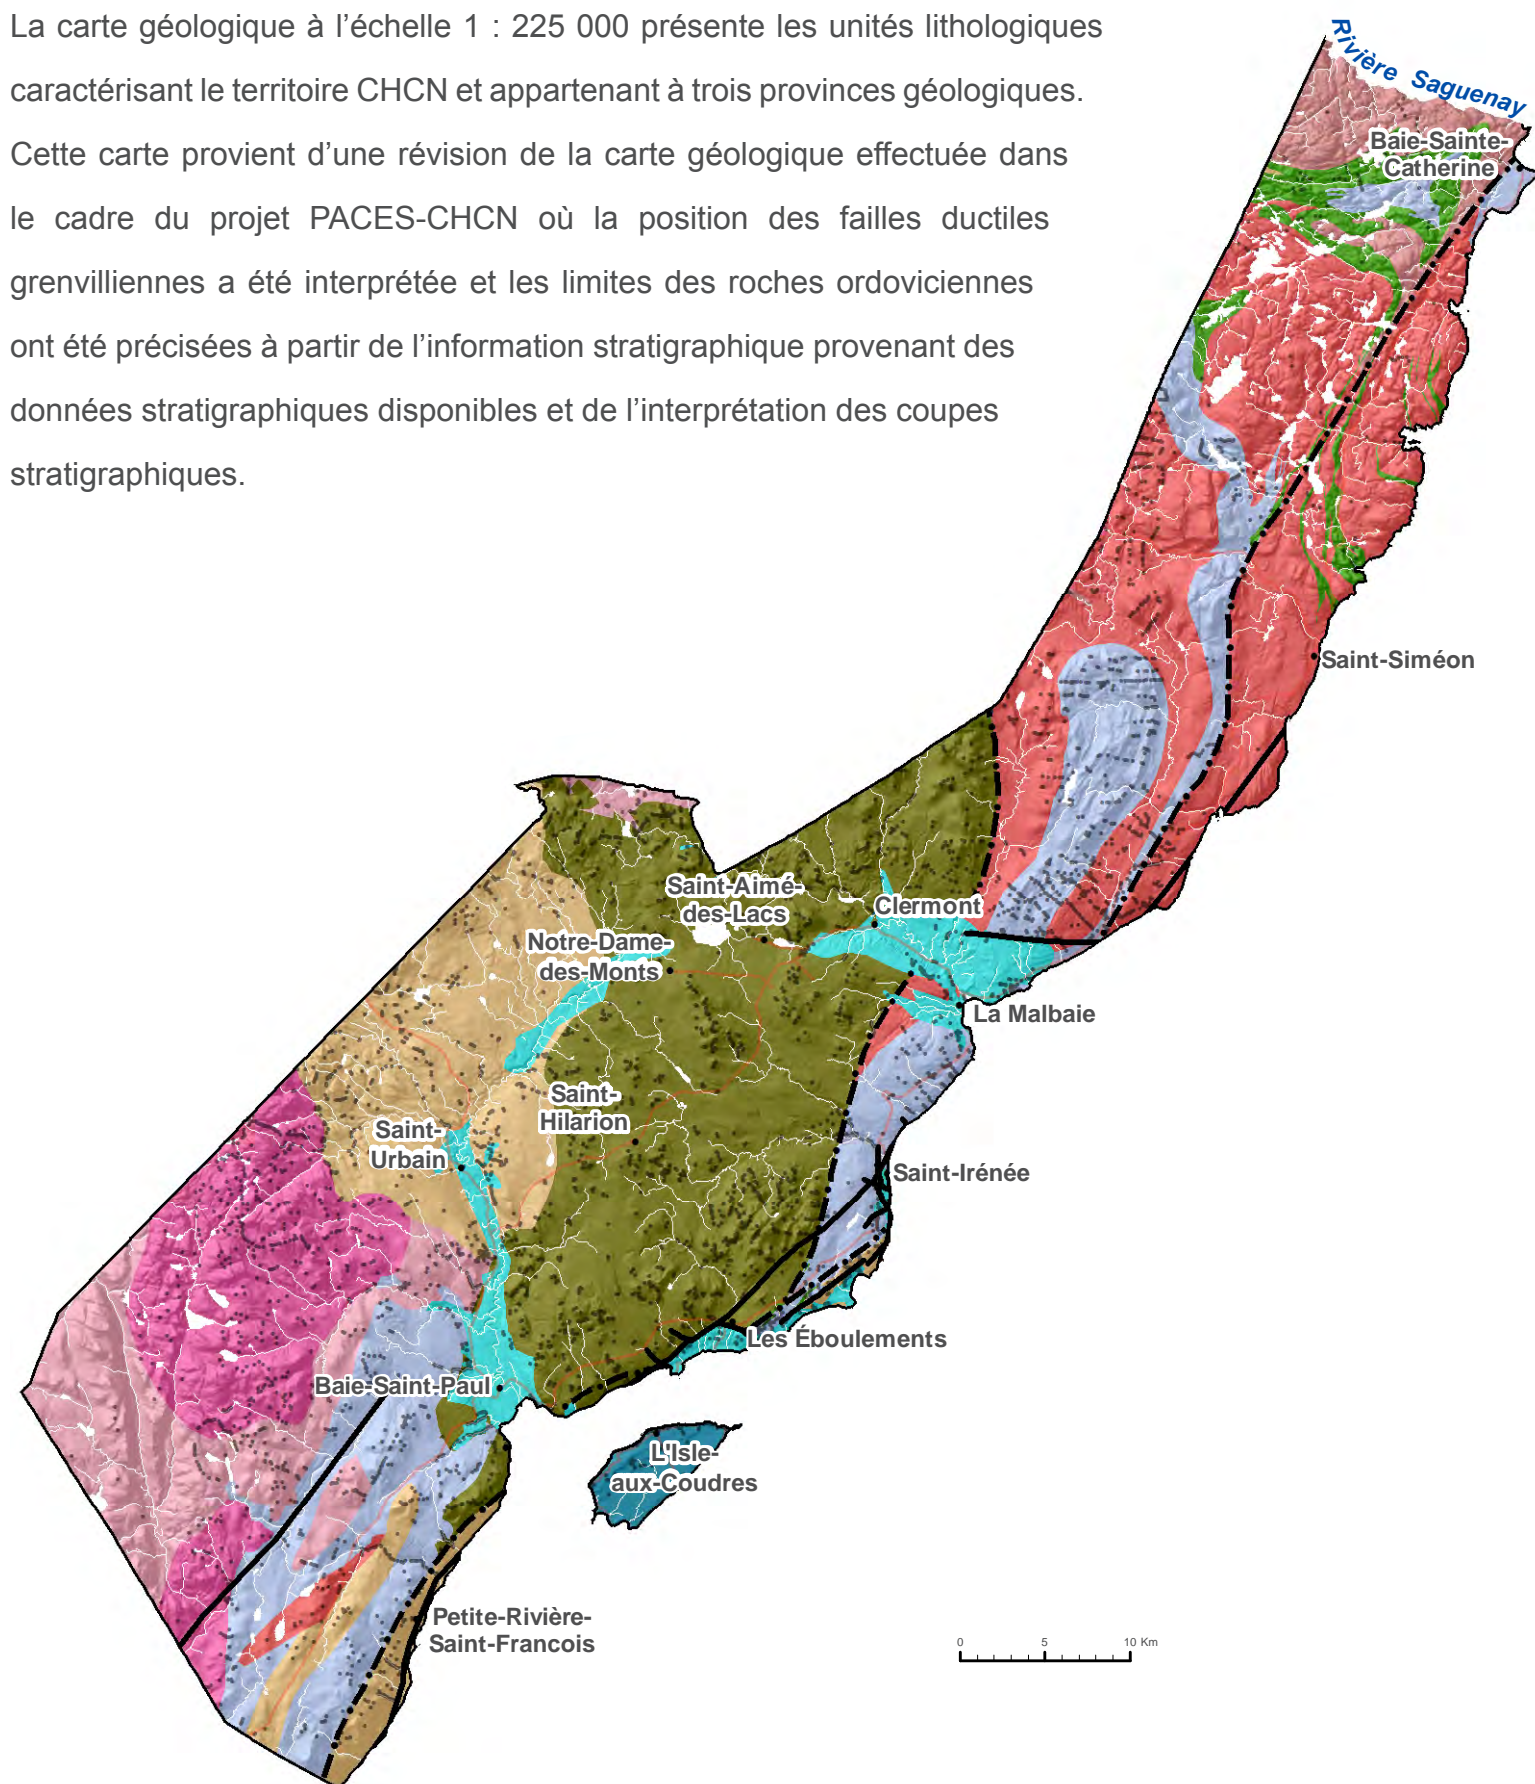 La carte géologique à l’échelle 1 : 225 000 présente les unités lithologiques
caractérisant le territoire CHCN et appartenant à trois provinces géologiques.
Cette carte provient d’une révision de la carte géologique effectuée dans
le cadre du projet PACES-CHCN où la position des failles ductiles
grenvilliennes a été interprétée et les limites des roches ordoviciennes
ont été précisées à partir de l’information stratigraphique provenant des
données stratigraphiques disponibles et de l’interprétation des coupes
stratigraphiques.
Rivière Saguenay
Baie-Sainte-
Catherine
Saint-Siméon
Saint-Aimé-
des-Lacs
Clermont
Notre-Dame-
des-Monts
La Malbaie
Saint-
Hilarion
Saint-
Urbain
Saint-Irénée
Les Éboulements
Baie-Saint-Paul
L'Isle-
aux-Coudres
Petite-Rivière-
Saint-Francois
0 5 10 Km